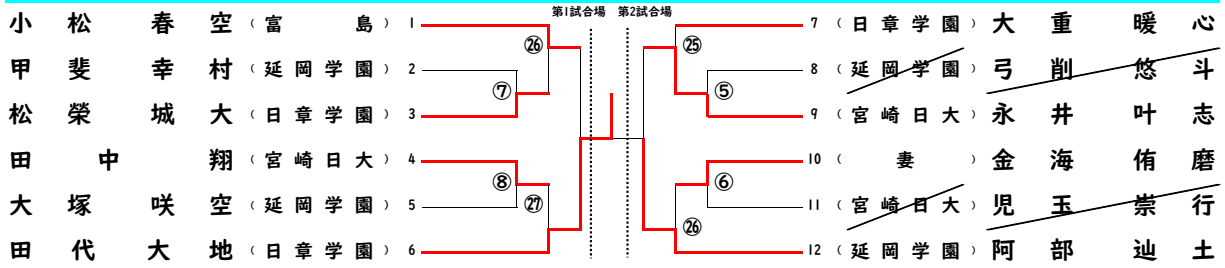 第1試合場 第2試合場
小松 春空 (富島) 1
甲斐 幸村 (延岡学園) 2
松榮 城大 (日章学園) 3
田中 翔 (宮崎日大) 4
大塚 咲空 (延岡学園) 5
田代 大地 (日章学園) 6
㉖
⑦
⑧
㉗
㉕
⑤
⑥
㉖
7 (日章学園) 大重 暖心
8 (延岡学園) 弓削 悠斗
9 (宮崎日大) 永井 叶志
10 (妻) 金海 侑磨
11 (宮崎日大) 児玉 崇行
12 (延岡学園) 阿部 辿土